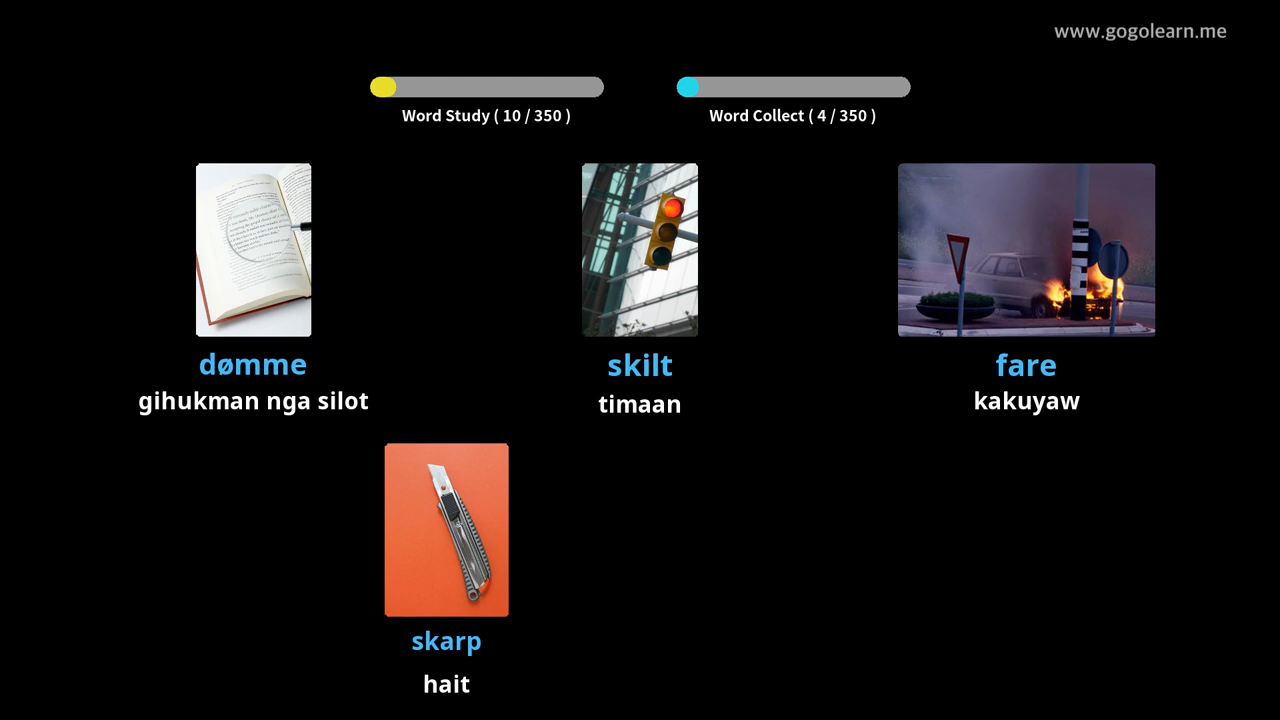 www.gogolearn.me
Word Study ( 10 / 350 )
Word Collect ( 4 / 350 )
dømme
gihukman nga silot
skilt
timaan
fare
kakuyaw
skarp
hait